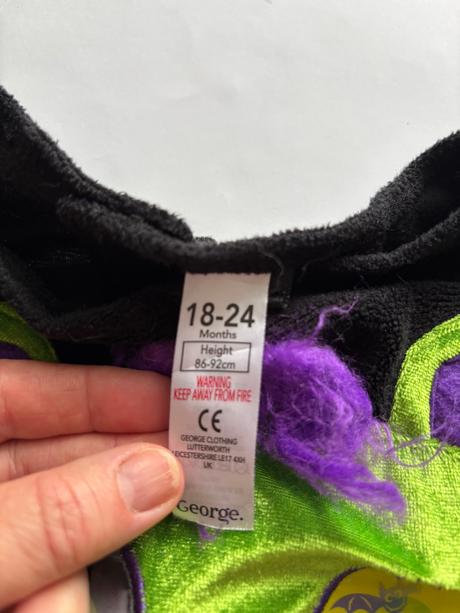 18-24
Months
Height
86-92cm
WARNING
KEEP AWAY FROM FIRE
CE
GEORGE CLOTHING
LUTTERWORTH
LEICESTERSHIRE LE17 4XH
UK
George.